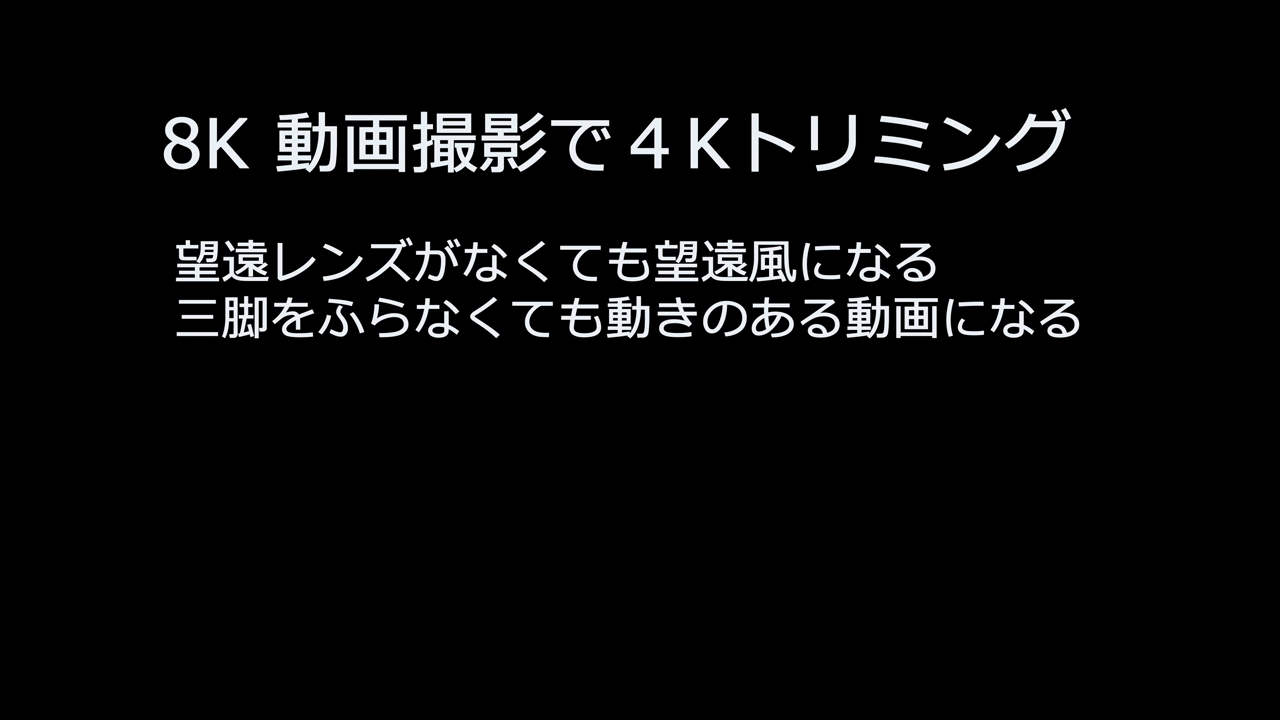 8K 動画撮影で４Kトリミング
望遠レンズがなくても望遠風になる
三脚をふらなくても動きのある動画になる